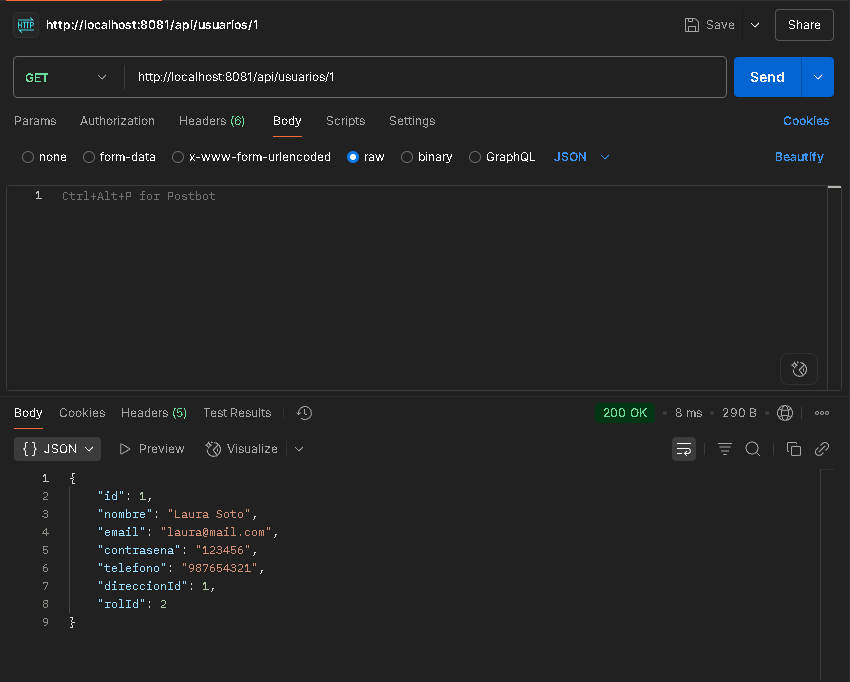 HTTP http://localhost:8081/api/usuarios/1 Save Share
GET http://localhost:8081/api/usuarios/1 Send
Params Authorization Headers (6) Body Scripts Settings Cookies
none form-data x-www-form-urlencoded raw binary GraphQL JSON Beautify
1 Ctrl+Alt+P for Postbot
Body Cookies Headers (5) Test Results 200 OK • 8 ms • 290 B •
{} JSON Preview Visualize
1 {
2 "id": 1,
3 "nombre": "Laura Soto",
4 "email": "laura@mail.com",
5 "contrasena": "123456",
6 "telefono": "987654321",
7 "direccionId": 1,
8 "rolId": 2
9 }